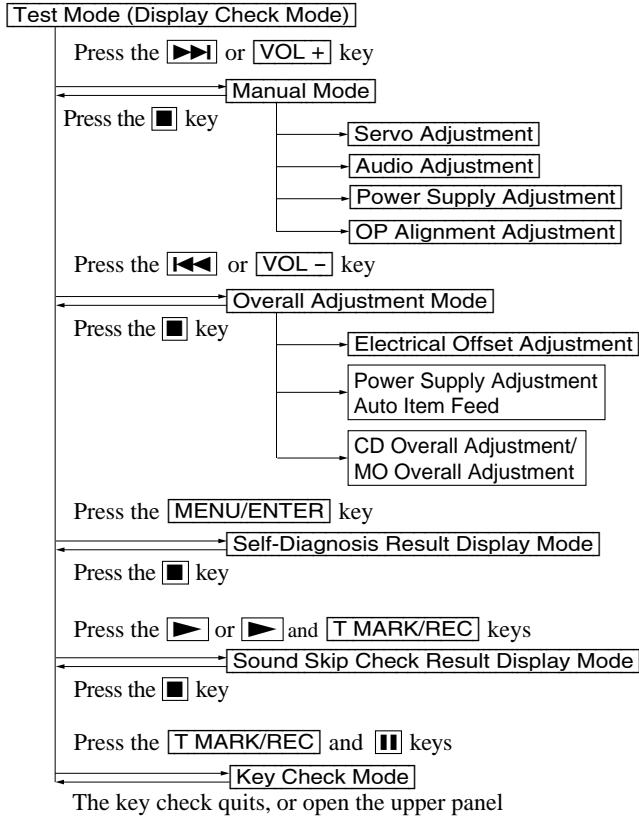 Test Mode (Display Check Mode)
Press the ▶▶I or VOL + key
Manual Mode
Press the ■ key
Servo Adjustment
Audio Adjustment
Power Supply Adjustment
OP Alignment Adjustment
Press the I◀◀ or VOL – key
Overall Adjustment Mode
Press the ■ key
Electrical Offset Adjustment
Power Supply Adjustment
Auto Item Feed
CD Overall Adjustment/
MO Overall Adjustment
Press the MENU/ENTER key
Self-Diagnosis Result Display Mode
Press the ■ key
Press the ▶ or ▶ and T MARK/REC keys
Sound Skip Check Result Display Mode
Press the ■ key
Press the T MARK/REC and ▮▮ keys
Key Check Mode
The key check quits, or open the upper panel